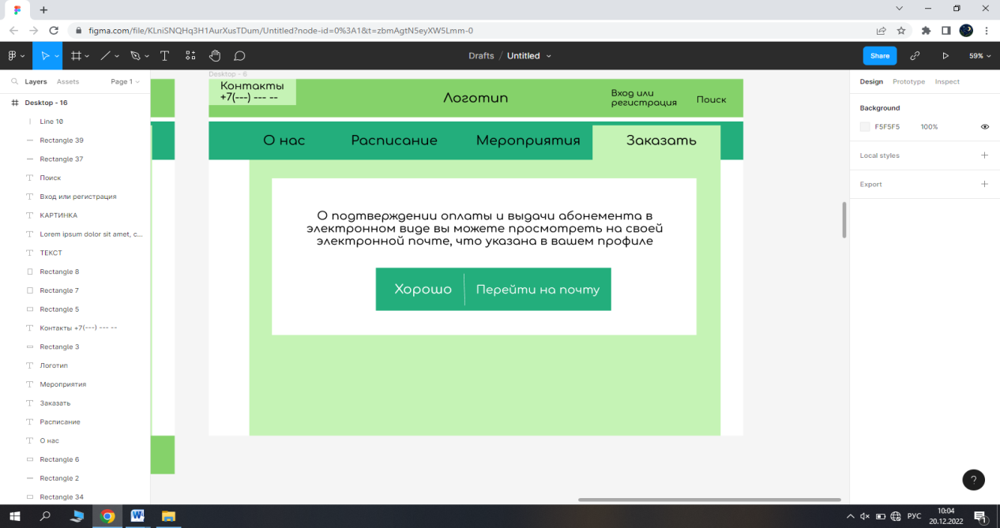 figma.com/file/KLniSNQHq3H1AurXusTDum/Untitled?node-id=0%3A1&t=zbmAgtN5eyXW5Lmm-0
Drafts / Untitled
Share
59%
Layers
Assets
Page 1
Desktop - 16
Line 10
Rectangle 39
Rectangle 37
Поиск
Вход или регистрация
КАРТИНКА
Lorem ipsum dolor sit amet, c...
ТЕКСТ
Rectangle 8
Rectangle 7
Rectangle 5
Контакты +7(---) --- --
Rectangle 3
Логотип
Мероприятия
Заказать
Расписание
О нас
Rectangle 6
Rectangle 2
Rectangle 34
Desktop - 6
Контакты
+7(---) --- --
Логотип
Вход или
регистрация
Поиск
О нас
Расписание
Мероприятия
Заказать
О подтверждении оплаты и выдачи абонемента в
электронном виде вы можете просмотреть на своей
электронной почте, что указана в вашем профиле
Хорошо
Перейти на почту
Design
Prototype
Inspect
Background
F5F5F5
100%
Local styles
Export
?
РУС
10:04
20.12.2022
1